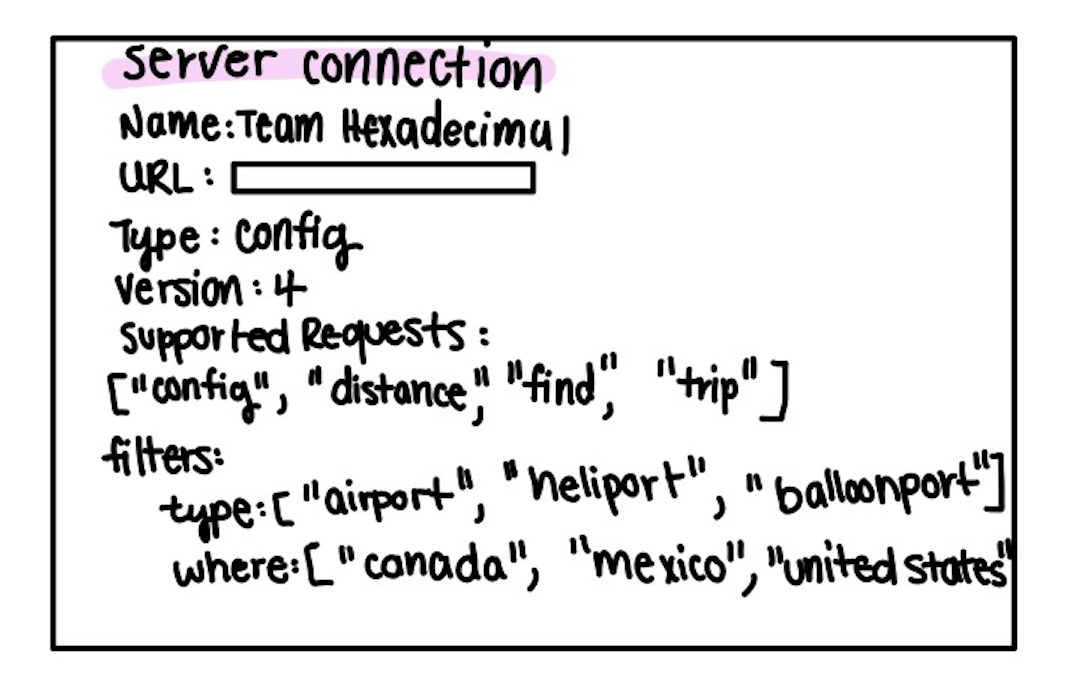 server connection
Name: Team Hexadecimal
URL:
Type: config
Version: 4
Supported Requests:
["config", "distance", "find", "trip"]
filters:
type: ["airport", "heliport", "balloonport"]
where: ["canada", "mexico", "united states"